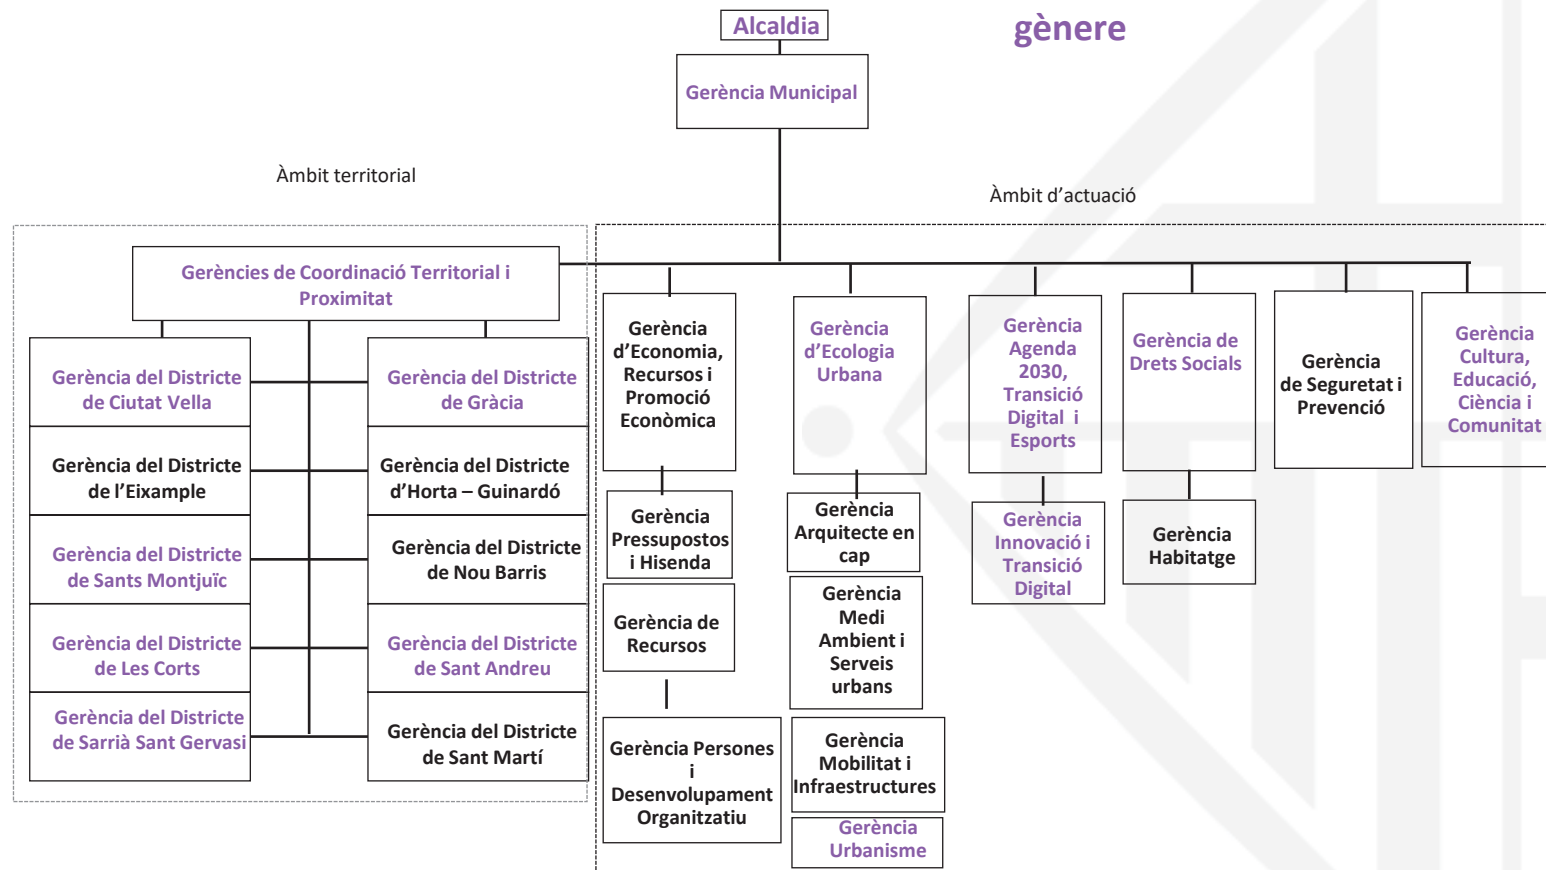 Alcaldia
gènere
Gerència Municipal
Àmbit territorial
Àmbit d’actuació
Gerències de Coordinació Territorial i
Proximitat
Gerència del Districte
de Ciutat Vella
Gerència del Districte
de Gràcia
Gerència del Districte
de l’Eixample
Gerència del Districte
d’Horta – Guinardó
Gerència del Districte
de Sants Montjuïc
Gerència del Districte
de Nou Barris
Gerència del Districte
de Les Corts
Gerència del Districte
de Sant Andreu
Gerència del Districte
de Sarrià Sant Gervasi
Gerència del Districte
de Sant Martí
Gerència
d’Economia,
Recursos i
Promoció
Econòmica
Gerència
Pressupostos
i Hisenda
Gerència de
Recursos
Gerència Persones
i
Desenvolupament
Organitzatiu
Gerència
d’Ecologia
Urbana
Gerència
Arquitecte en
cap
Gerència
Medi
Ambient i
Serveis
urbans
Gerència
Mobilitat i
Infraestructures
Gerència
Urbanisme
Gerència
Agenda
2030,
Transició
Digital i
Esports
Gerència
Innovació i
Transició
Digital
Gerència de
Drets Socials
Gerència
Habitatge
Gerència
de Seguretat i
Prevenció
Gerència
Cultura,
Educació,
Ciència i
Comunitat